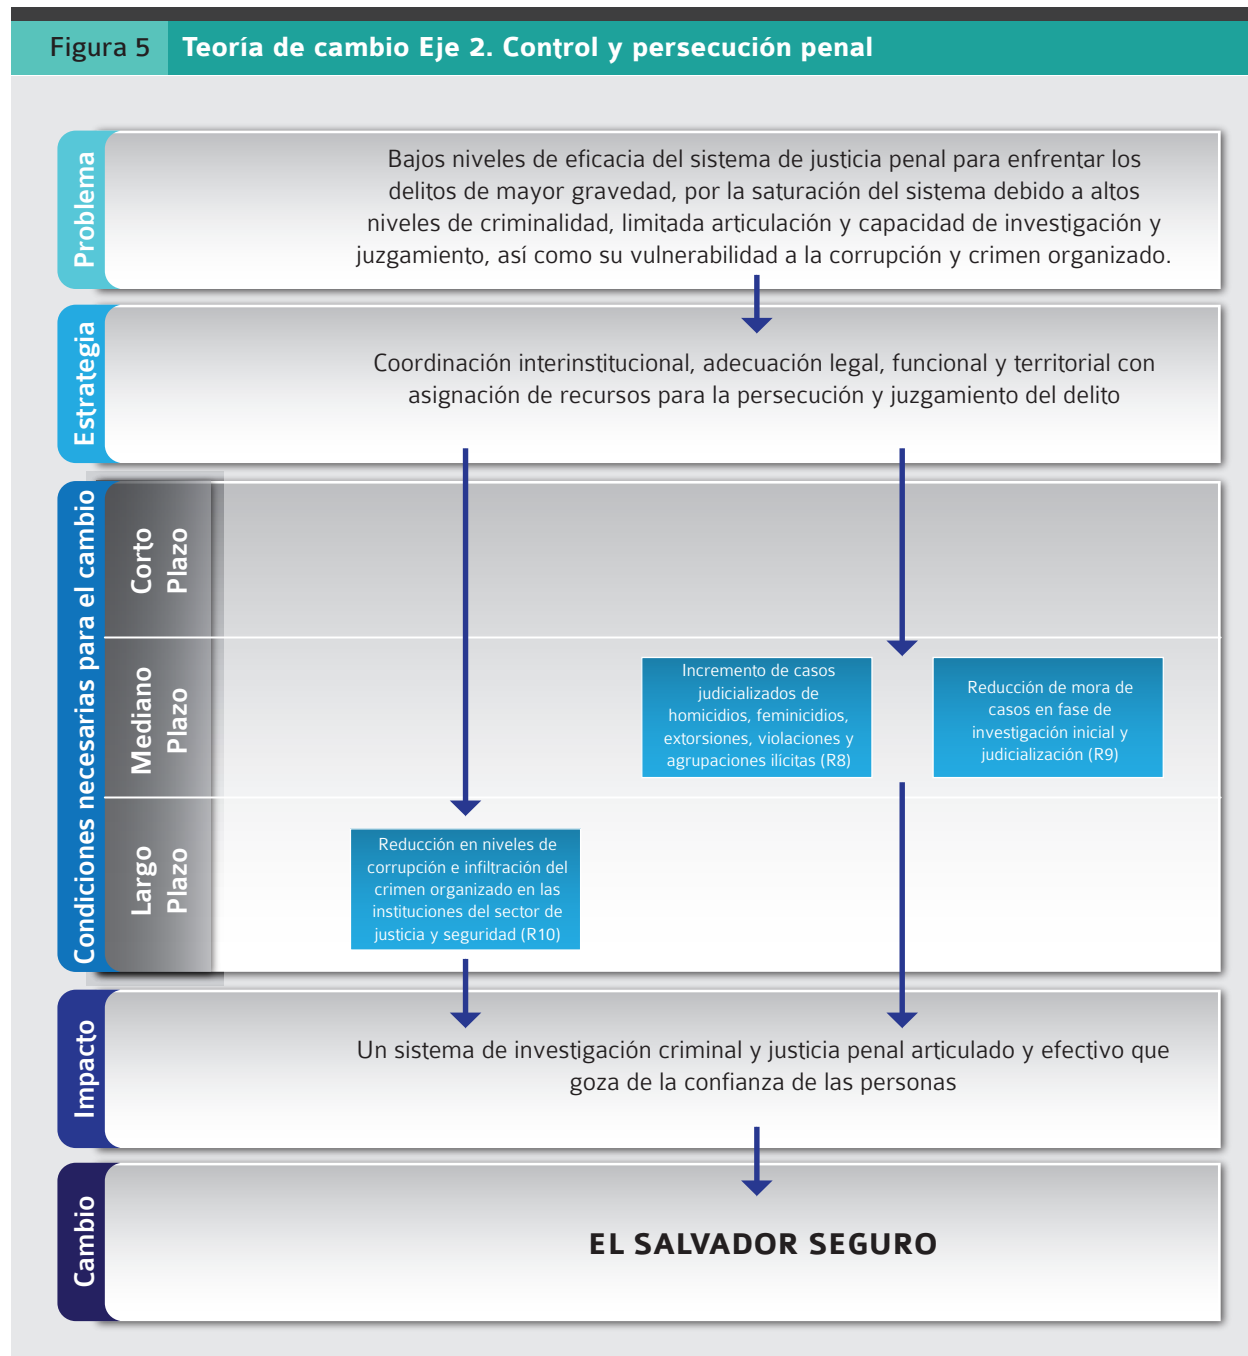 Figura 5 Teoría de cambio Eje 2. Control y persecución penal
Problema
Bajos niveles de eficacia del sistema de justicia penal para enfrentar los
delitos de mayor gravedad, por la saturación del sistema debido a altos
niveles de criminalidad, limitada articulación y capacidad de investigación y
juzgamiento, así como su vulnerabilidad a la corrupción y crimen organizado.
Estrategia
Coordinación interinstitucional, adecuación legal, funcional y territorial con
asignación de recursos para la persecución y juzgamiento del delito
Condiciones necesarias para el cambio
Corto
Plazo
Mediano
Plazo
Incremento de casos
judicializados de
homicidios, feminicidios,
extorsiones, violaciones y
agrupaciones ilícitas (R8)
Reducción de mora de
casos en fase de
investigación inicial y
judicialización (R9)
Largo
Plazo
Reducción en niveles de
corrupción e infiltración del
crimen organizado en las
instituciones del sector de
justicia y seguridad (R10)
Impacto
Un sistema de investigación criminal y justicia penal articulado y efectivo que
goza de la confianza de las personas
Cambio
EL SALVADOR SEGURO